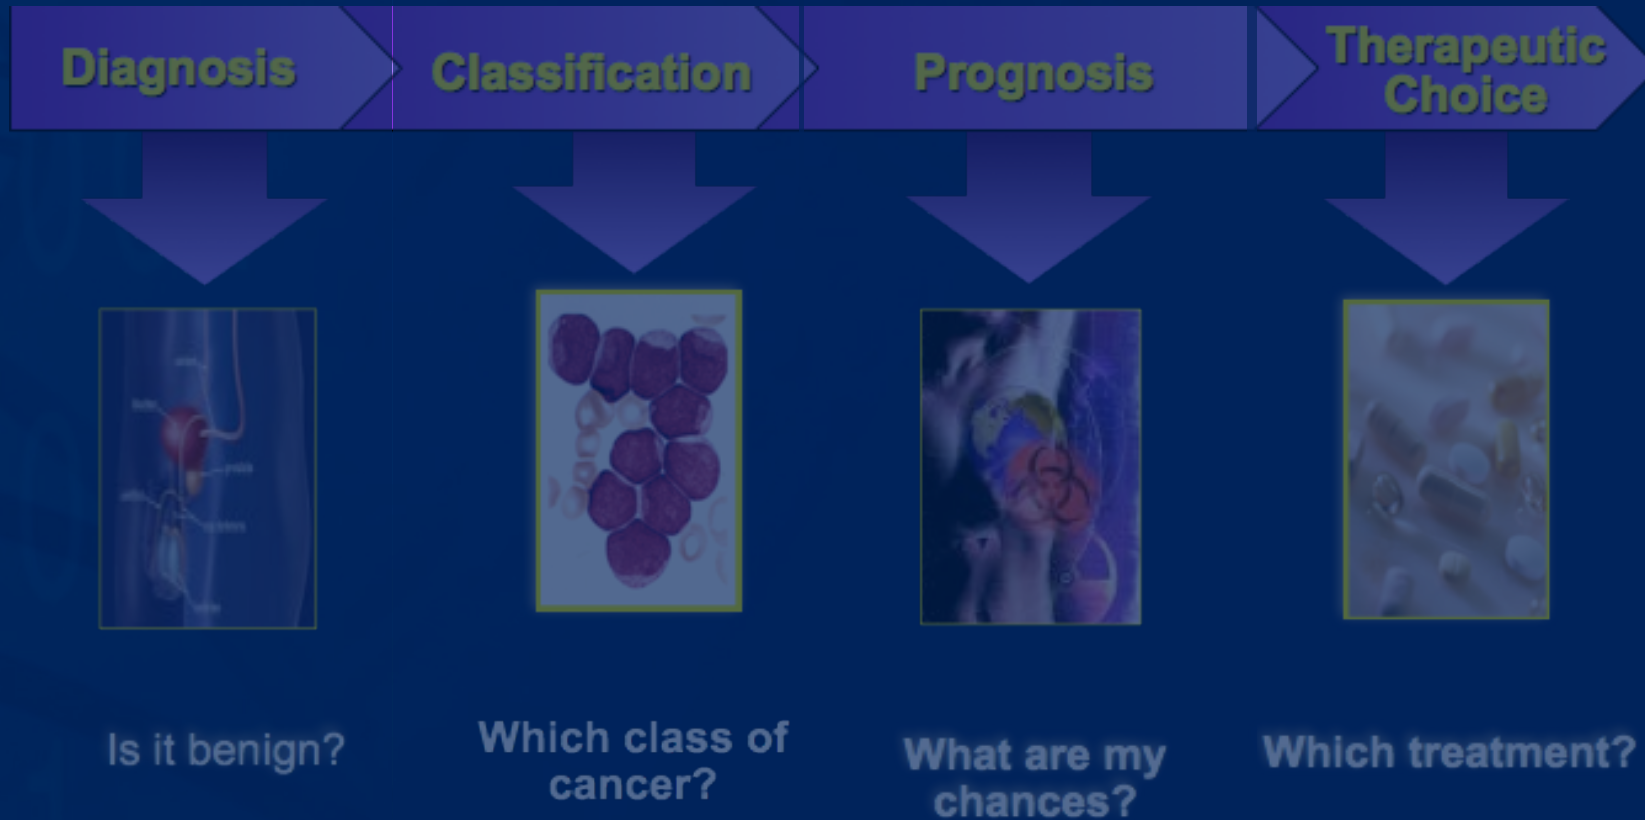 Diagnosis
Classification
Prognosis
Therapeutic
Choice
Is it benign?
Which class of
cancer?
What are my
chances?
Which treatment?